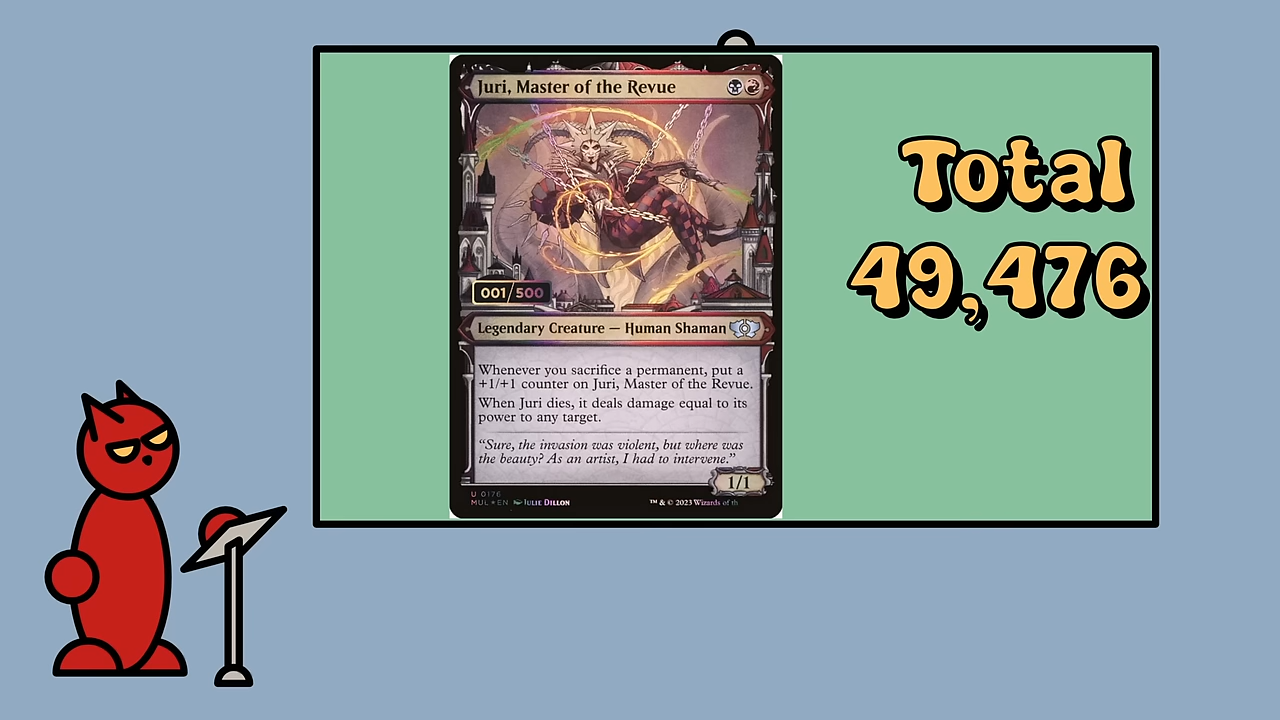 Juri, Master of the Revue
Total
49,476
001/500
Legendary Creature — Human Shaman
Whenever you sacrifice a permanent, put a
+1/+1 counter on Juri, Master of the Revue.
When Juri dies, it deals damage equal to its
power to any target.
“Sure, the invasion was violent, but where was
the beauty? As an artist, I had to intervene.”
1/1
U 0176
MUL ★ EN JULIE DILLON
™ & © 2023 Wizards of th